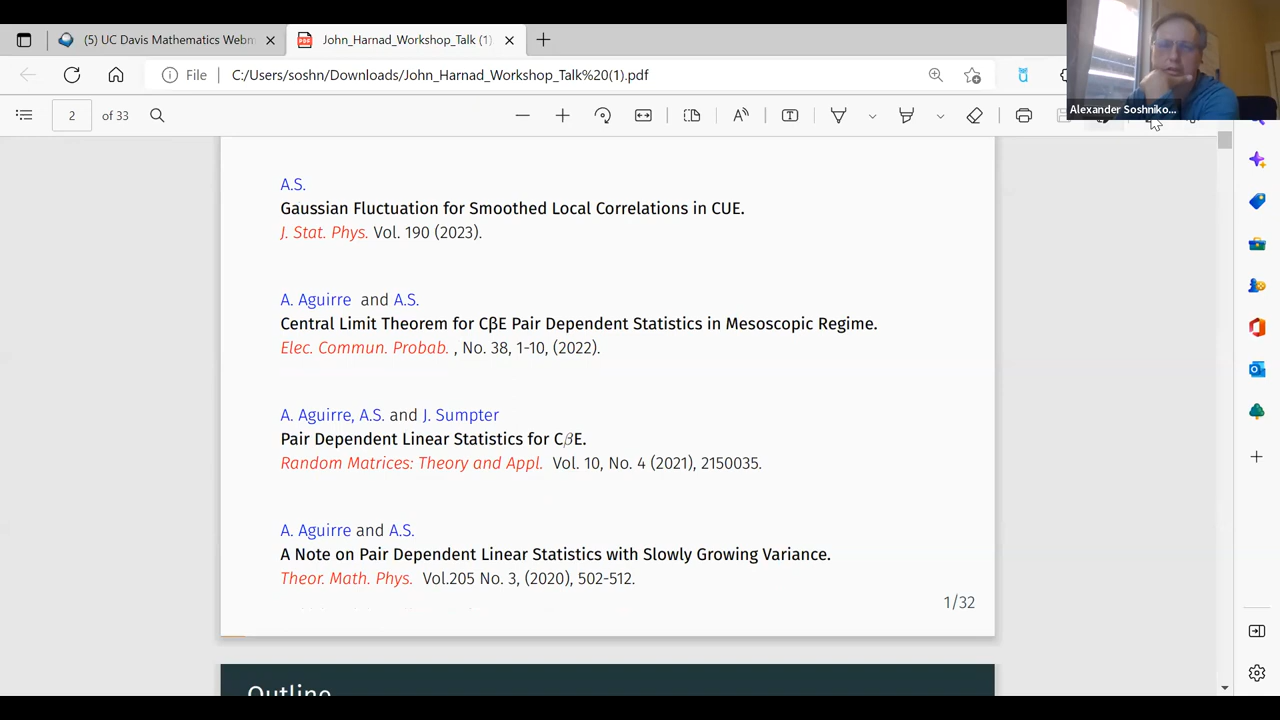 (5) UC Davis Mathematics Webm
John_Harnad_Workshop_Talk (1)
File
C:/Users/soshn/Downloads/John_Harnad_Workshop_Talk%20(1).pdf
Alexander Soshniko...
2
of 33
A.S.
Gaussian Fluctuation for Smoothed Local Correlations in CUE.
J. Stat. Phys. Vol. 190 (2023).
A. Aguirre and A.S.
Central Limit Theorem for CβE Pair Dependent Statistics in Mesoscopic Regime.
Elec. Commun. Probab. , No. 38, 1-10, (2022).
A. Aguirre, A.S. and J. Sumpter
Pair Dependent Linear Statistics for CβE.
Random Matrices: Theory and Appl. Vol. 10, No. 4 (2021), 2150035.
A. Aguirre and A.S.
A Note on Pair Dependent Linear Statistics with Slowly Growing Variance.
Theor. Math. Phys. Vol.205 No. 3, (2020), 502-512.
1/32
Outline